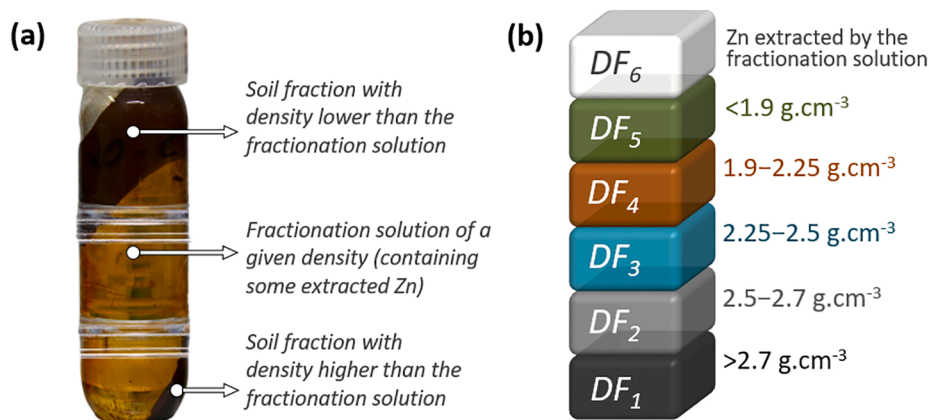 (a)
Soil fraction with
density lower than the
fractionation solution
Fractionation solution of a
given density (containing
some extracted Zn)
Soil fraction with
density higher than the
fractionation solution
(b)
DF₆
Zn extracted by the
fractionation solution
DF₅
<1.9 g.cm⁻³
DF₄
1.9−2.25 g.cm⁻³
DF₃
2.25−2.5 g.cm⁻³
DF₂
2.5−2.7 g.cm⁻³
DF₁
>2.7 g.cm⁻³